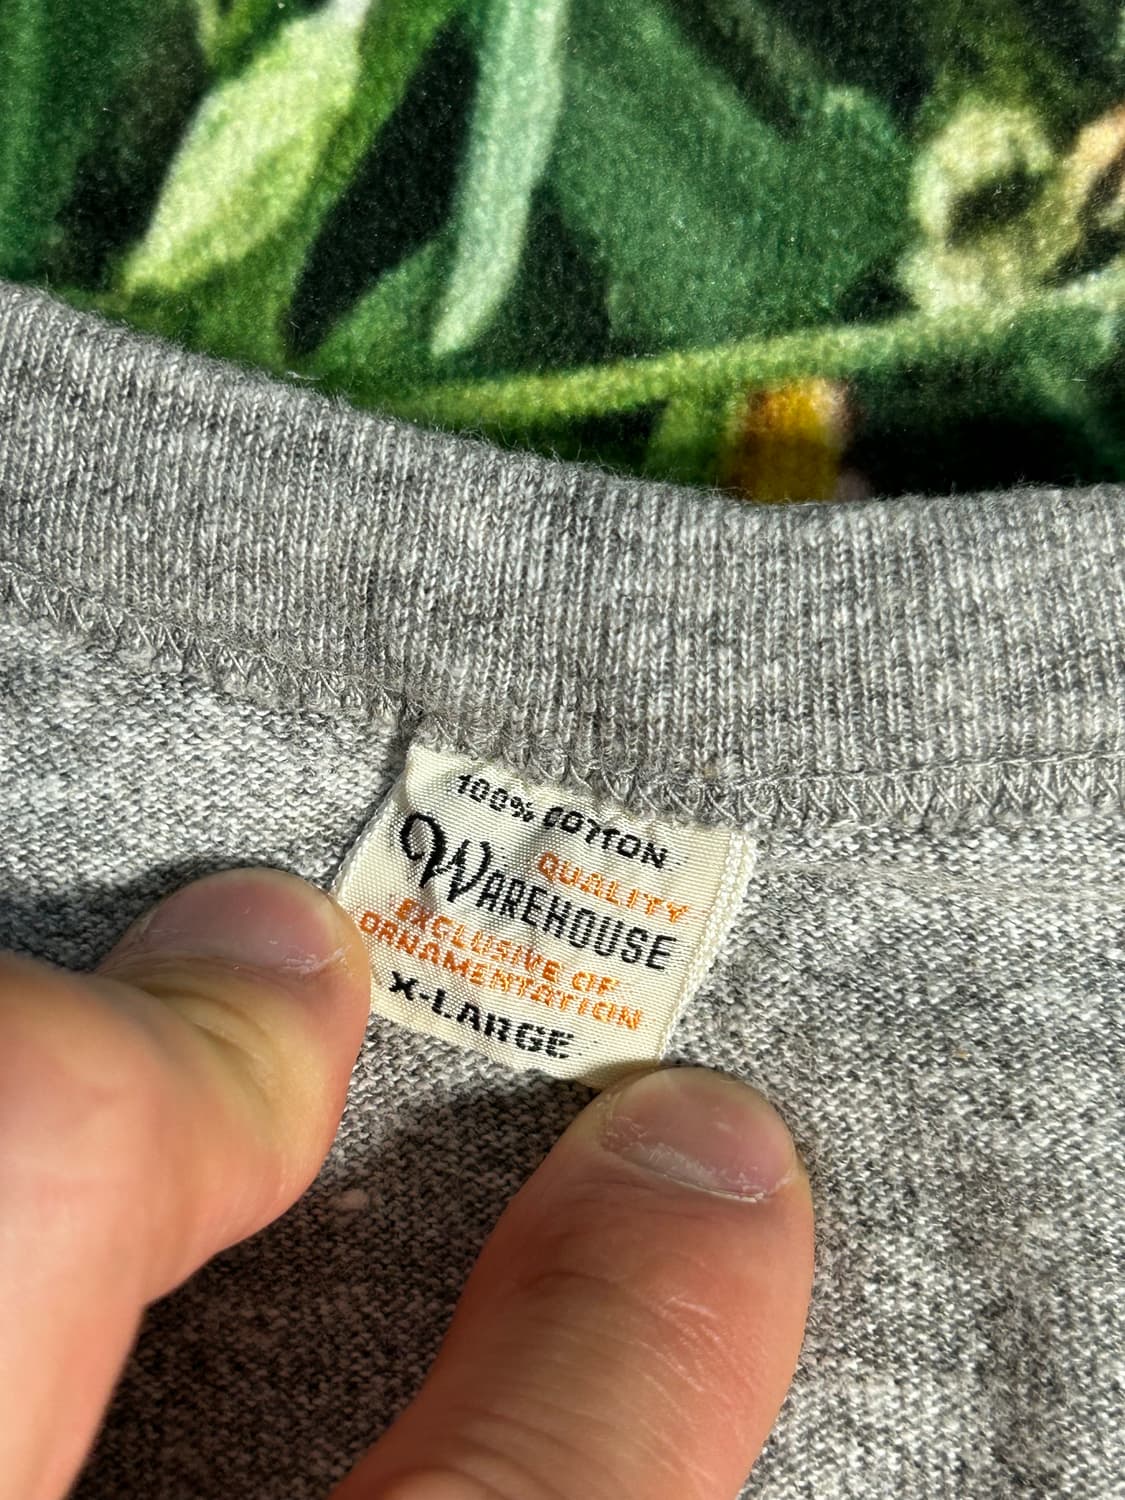 100% COTTON
QUALITY
WAREHOUSE
EXCLUSIVE OF
ORNAMENTATION
X-LARGE